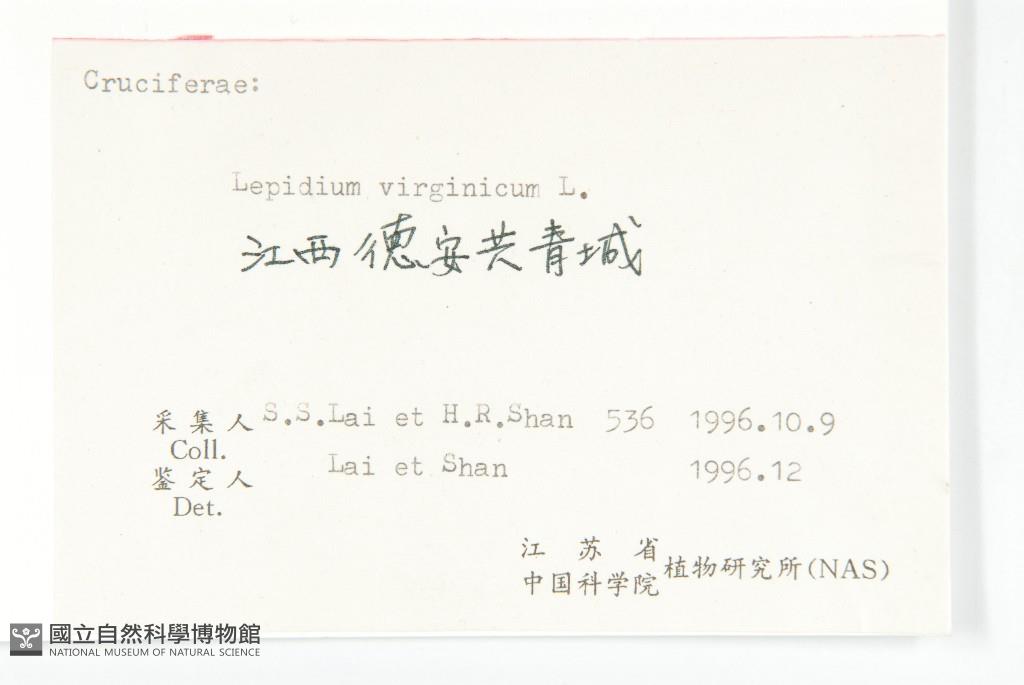 Cruciferae:
Lepidium virginicum L.
江西德安共青城
采集人 S.S.Lai et H.R.Shan 536 1996.10.9
Coll.
鉴定人 Lai et Shan 1996.12
Det.
江苏省
中国科学院 植物研究所(NAS)
國立自然科學博物館
NATIONAL MUSEUM OF NATURAL SCIENCE